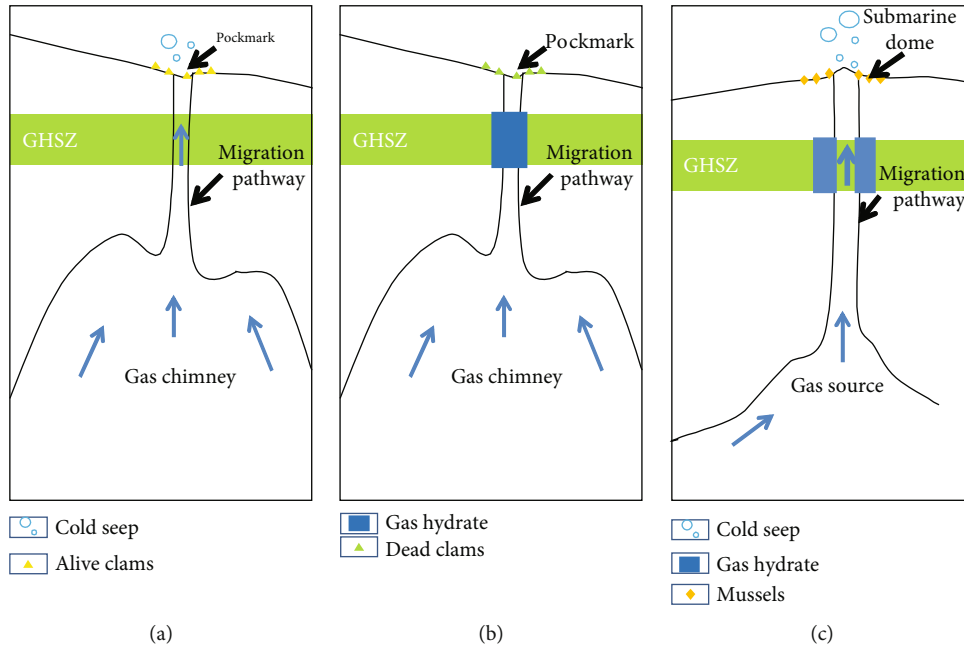 Pockmark
GHSZ
Migration
pathway
Gas chimney
Cold seep
Alive clams
(a)
Pockmark
GHSZ
Migration
pathway
Gas chimney
Gas hydrate
Dead clams
(b)
Submarine
dome
GHSZ
Migration
pathway
Gas source
Cold seep
Gas hydrate
Mussels
(c)